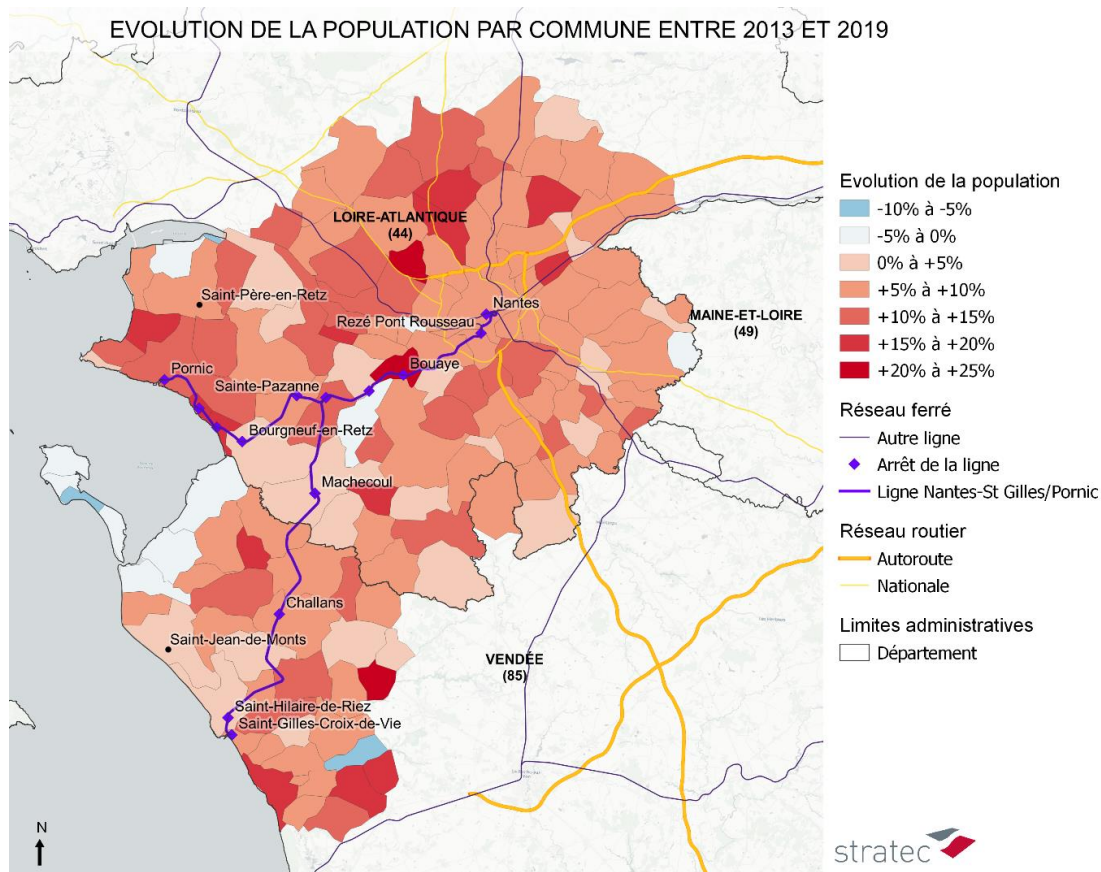 EVOLUTION DE LA POPULATION PAR COMMUNE ENTRE 2013 ET 2019
LOIRE-ATLANTIQUE
(44)
Saint-Père-en-Retz
Nantes
Rezé Pont Rousseau
MAINE-ET-LOIRE
(49)
Pornic
Bouaye
Sainte-Pazanne
Bourgneuf-en-Retz
Machecoul
Challans
Saint-Jean-de-Monts
VENDÉE
(85)
Saint-Hilaire-de-Riez
Saint-Gilles-Croix-de-Vie
N
Evolution de la population
-10% à -5%
-5% à 0%
0% à +5%
+5% à +10%
+10% à +15%
+15% à +20%
+20% à +25%
Réseau ferré
Autre ligne
Arrêt de la ligne
Ligne Nantes-St Gilles/Pornic
Réseau routier
Autoroute
Nationale
Limites administratives
Département
stratec